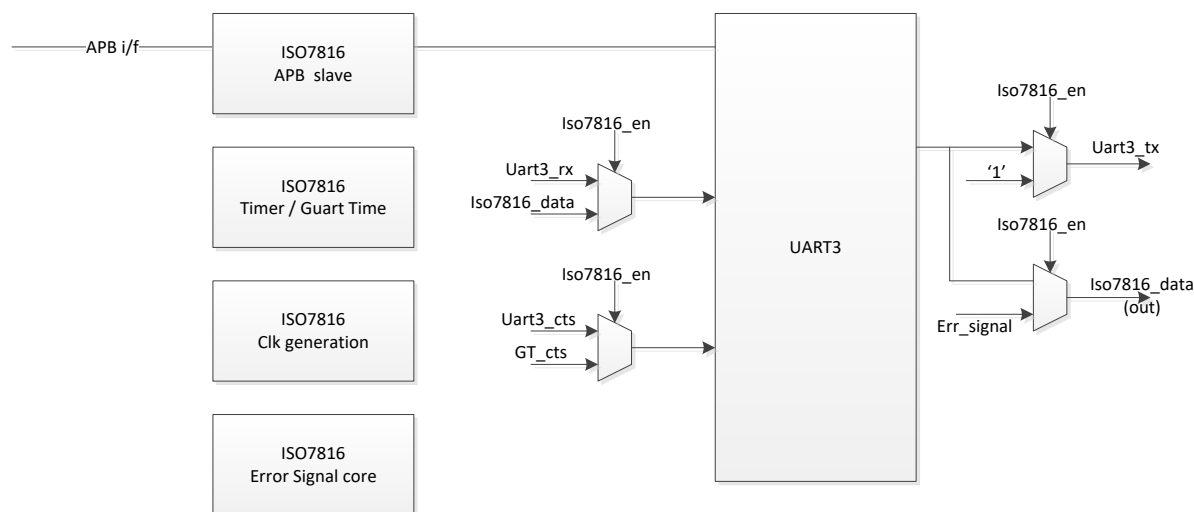 APB i/f
ISO7816
APB slave
ISO7816
Timer / Guart Time
ISO7816
Clk generation
ISO7816
Error Signal core
Iso7816_en
Uart3_rx
Iso7816_data
Iso7816_en
Uart3_cts
GT_cts
UART3
Iso7816_en
Uart3_tx
‘1’
Iso7816_en
Iso7816_data
(out)
Err_signal